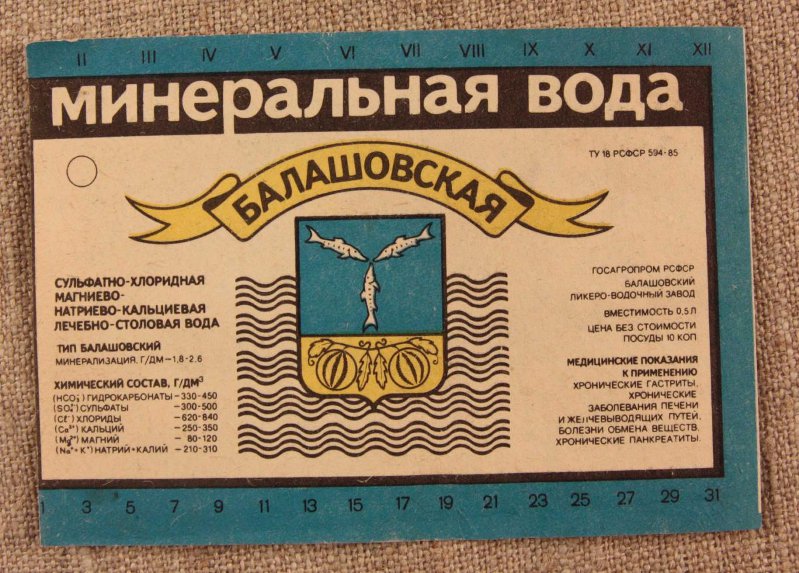 II III IV V VI VII VIII IX X XI XII
МИНЕРАЛЬНАЯ ВОДА
ТУ 18 РСФСР 594-85
БАЛАШОВСКАЯ
СУЛЬФАТНО-ХЛОРИДНАЯ
МАГНИЕВО-
НАТРИЕВО-КАЛЬЦИЕВАЯ
ЛЕЧЕБНО-СТОЛОВАЯ ВОДА
ТИП БАЛАШОВСКИЙ
МИНЕРАЛИЗАЦИЯ, Г/ДМ-1,8-2.6
ХИМИЧЕСКИЙ СОСТАВ, Г/ДМ³
(HCO₃⁻) ГИДРОКАРБОНАТЫ-330-450
(SO₄⁻) СУЛЬФАТЫ -300-500
(Cl⁻) ХЛОРИДЫ -620-840
(Ca²⁺) КАЛЬЦИЙ -250-350
(Mg²⁺) МАГНИЙ - 80-120
(Na⁺+K⁺) НАТРИЙ+КАЛИЙ -210-310
ГОСАГРОПРОМ РСФСР
БАЛАШОВСКИЙ
ЛИКЕРО-ВОДОЧНЫЙ ЗАВОД
ВМЕСТИМОСТЬ 0,5Л
ЦЕНА БЕЗ СТОИМОСТИ
ПОСУДЫ 10 КОП
МЕДИЦИНСКИЕ ПОКАЗАНИЯ
К ПРИМЕНЕНИЮ
ХРОНИЧЕСКИЕ ГАСТРИТЫ,
ХРОНИЧЕСКИЕ
ЗАБОЛЕВАНИЯ ПЕЧЕНИ
И ЖЕЛЧЕВЫВОДЯЩИХ ПУТЕЙ,
БОЛЕЗНИ ОБМЕНА ВЕЩЕСТВ,
ХРОНИЧЕСКИЕ ПАНКРЕАТИТЫ.
1 3 5 7 9 11 13 15 17 19 21 23 25 27 29 31